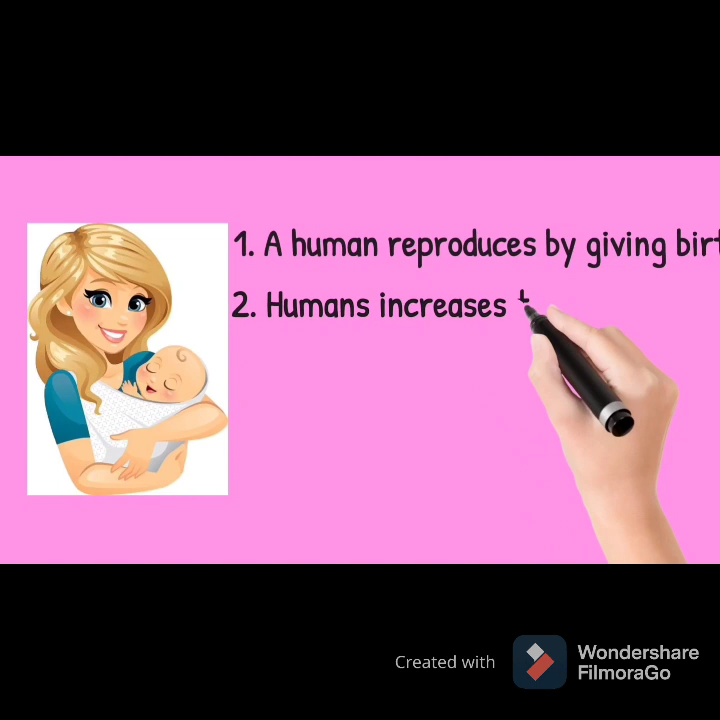 1. A human reproduces by giving birt
2. Humans increases t
Created with
Wondershare
FilmoraGo